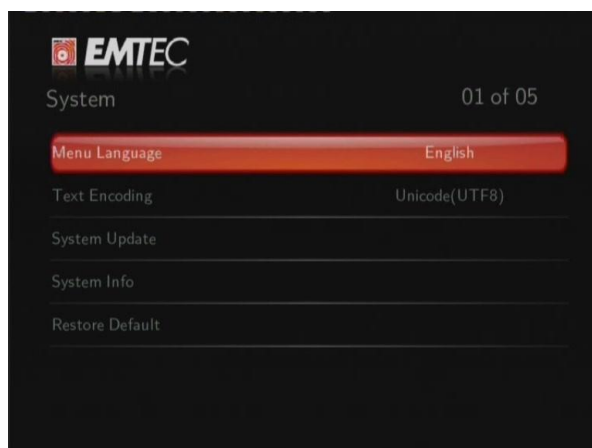 EMTEC
System 01 of 05
Menu Language English
Text Encoding Unicode(UTF8)
System Update
System Info
Restore Default